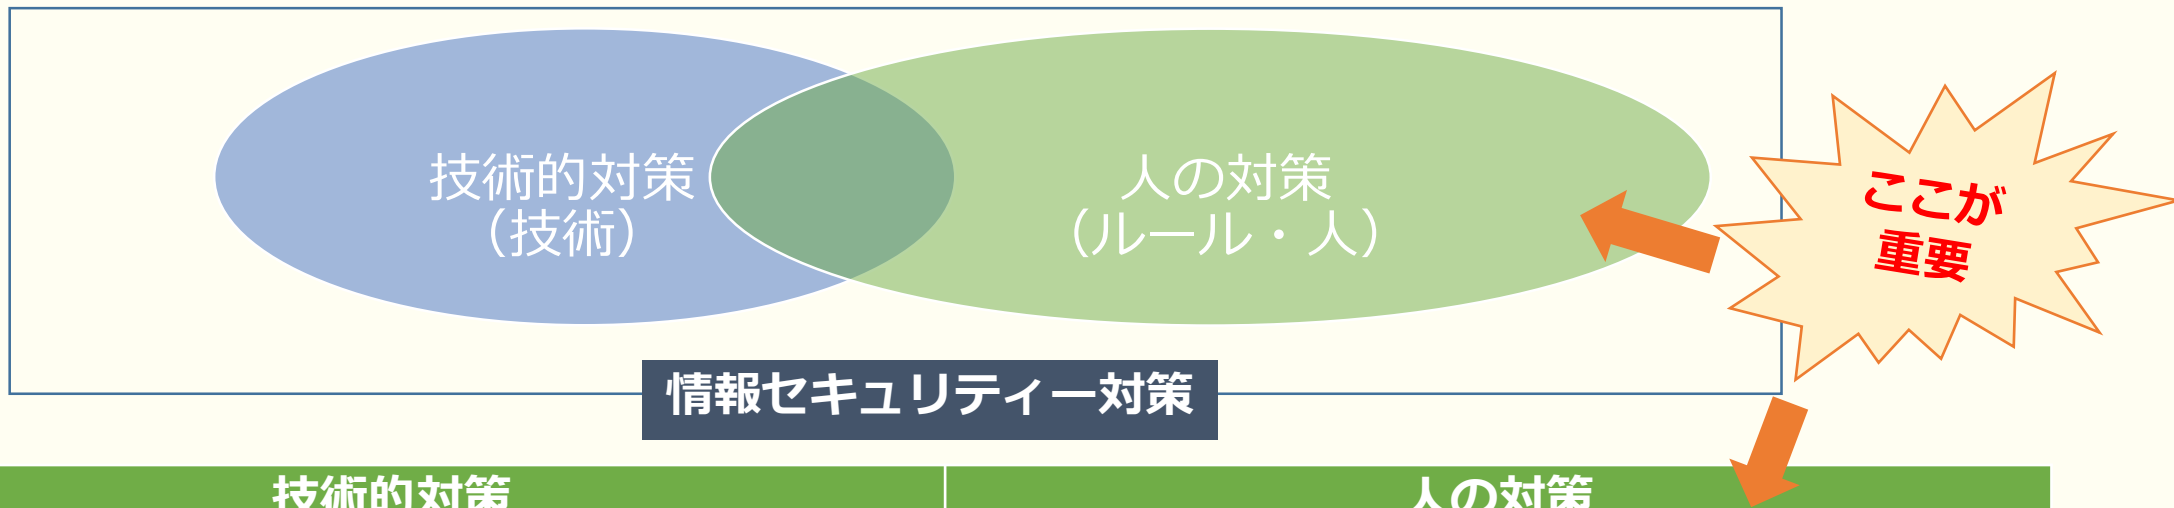 技術的対策
（技術）
人の対策
（ルール・人）
ここが
重要
情報セキュリティー対策
技術的対策
人の対策